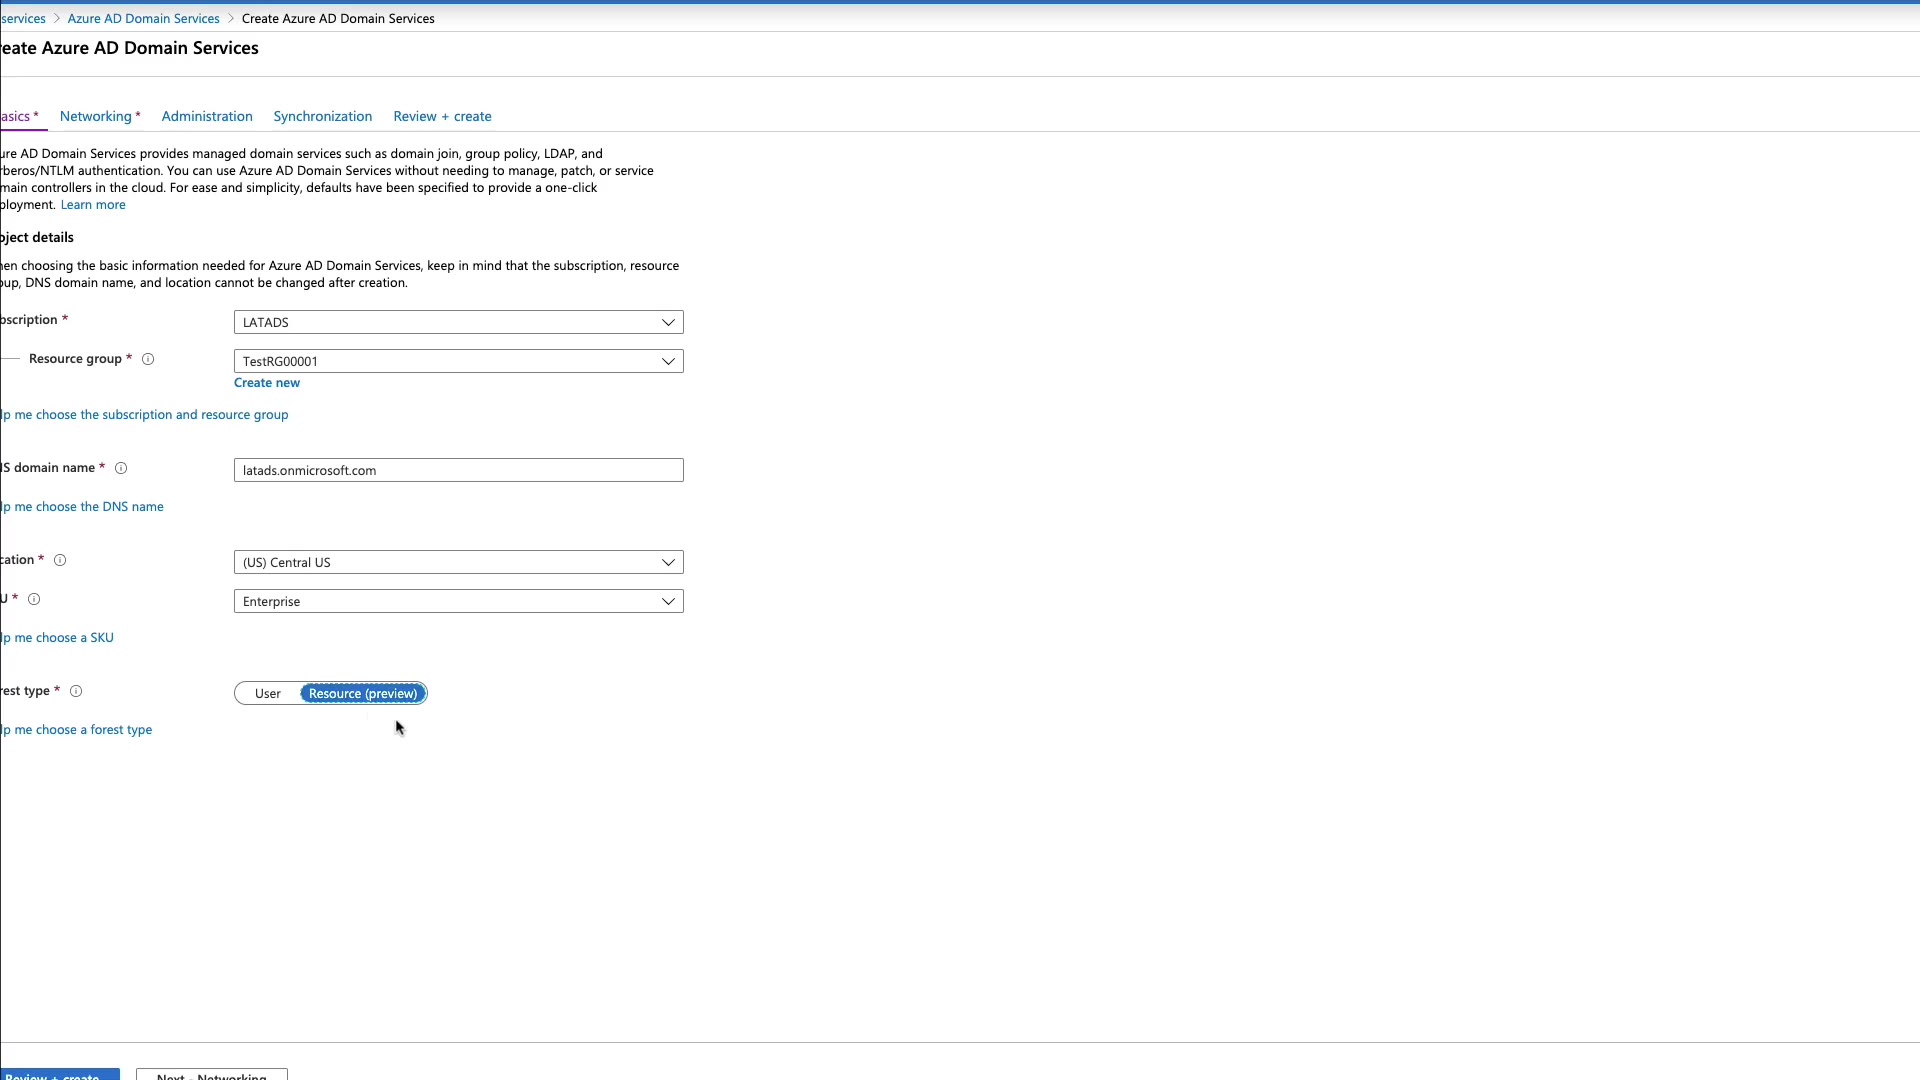 services > Azure AD Domain Services > Create Azure AD Domain Services
reate Azure AD Domain Services
asics * Networking * Administration Synchronization Review + create
ure AD Domain Services provides managed domain services such as domain join, group policy, LDAP, and
rberos/NTLM authentication. You can use Azure AD Domain Services without needing to manage, patch, or service
main controllers in the cloud. For ease and simplicity, defaults have been specified to provide a one-click
ployment. Learn more
oject details
hen choosing the basic information needed for Azure AD Domain Services, keep in mind that the subscription, resource
oup, DNS domain name, and location cannot be changed after creation.
bscription * LATADS
Resource group * TestRG00001
Create new
lp me choose the subscription and resource group
IS domain name * latads.onmicrosoft.com
lp me choose the DNS name
cation * (US) Central US
U * Enterprise
lp me choose a SKU
rest type * User Resource (preview)
lp me choose a forest type
Review + create Next - Networking